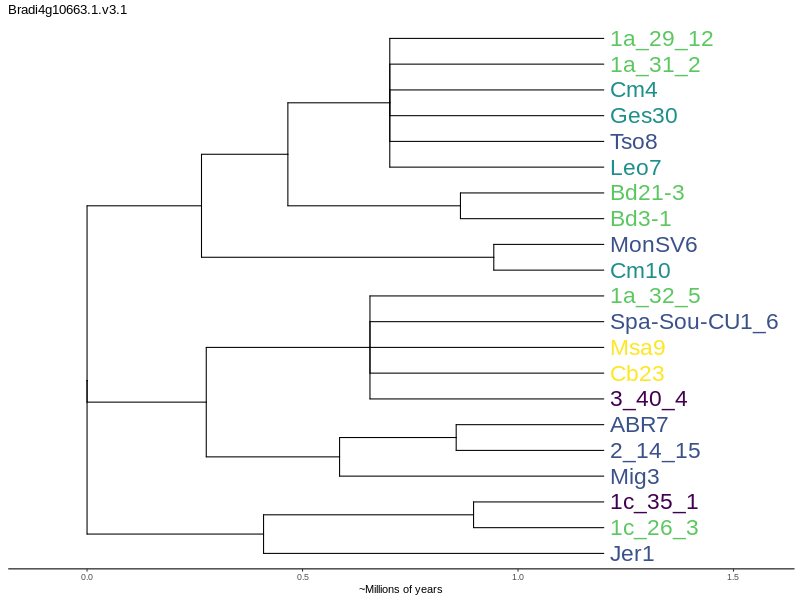 Bradi4g10663.1.v3.1
1a_29_12
1a_31_2
Cm4
Ges30
Tso8
Leo7
Bd21-3
Bd3-1
MonSV6
Cm10
1a_32_5
Spa-Sou-CU1_6
Msa9
Cb23
3_40_4
ABR7
2_14_15
Mig3
1c_35_1
1c_26_3
Jer1
0.0 0.5 1.0 1.5
~Millions of years